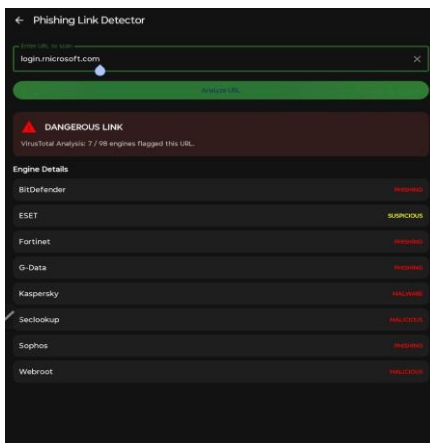 Phishing Link Detector
Enter URL to scan
login.rnicrosoft.com
Analyze URL
DANGEROUS LINK
VirusTotal Analysis: 7 / 98 engines flagged this URL.
Engine Details
BitDefender PHISHING
ESET SUSPICIOUS
Fortinet PHISHING
G-Data PHISHING
Kaspersky MALWARE
Seclookup MALICIOUS
Sophos PHISHING
Webroot MALICIOUS